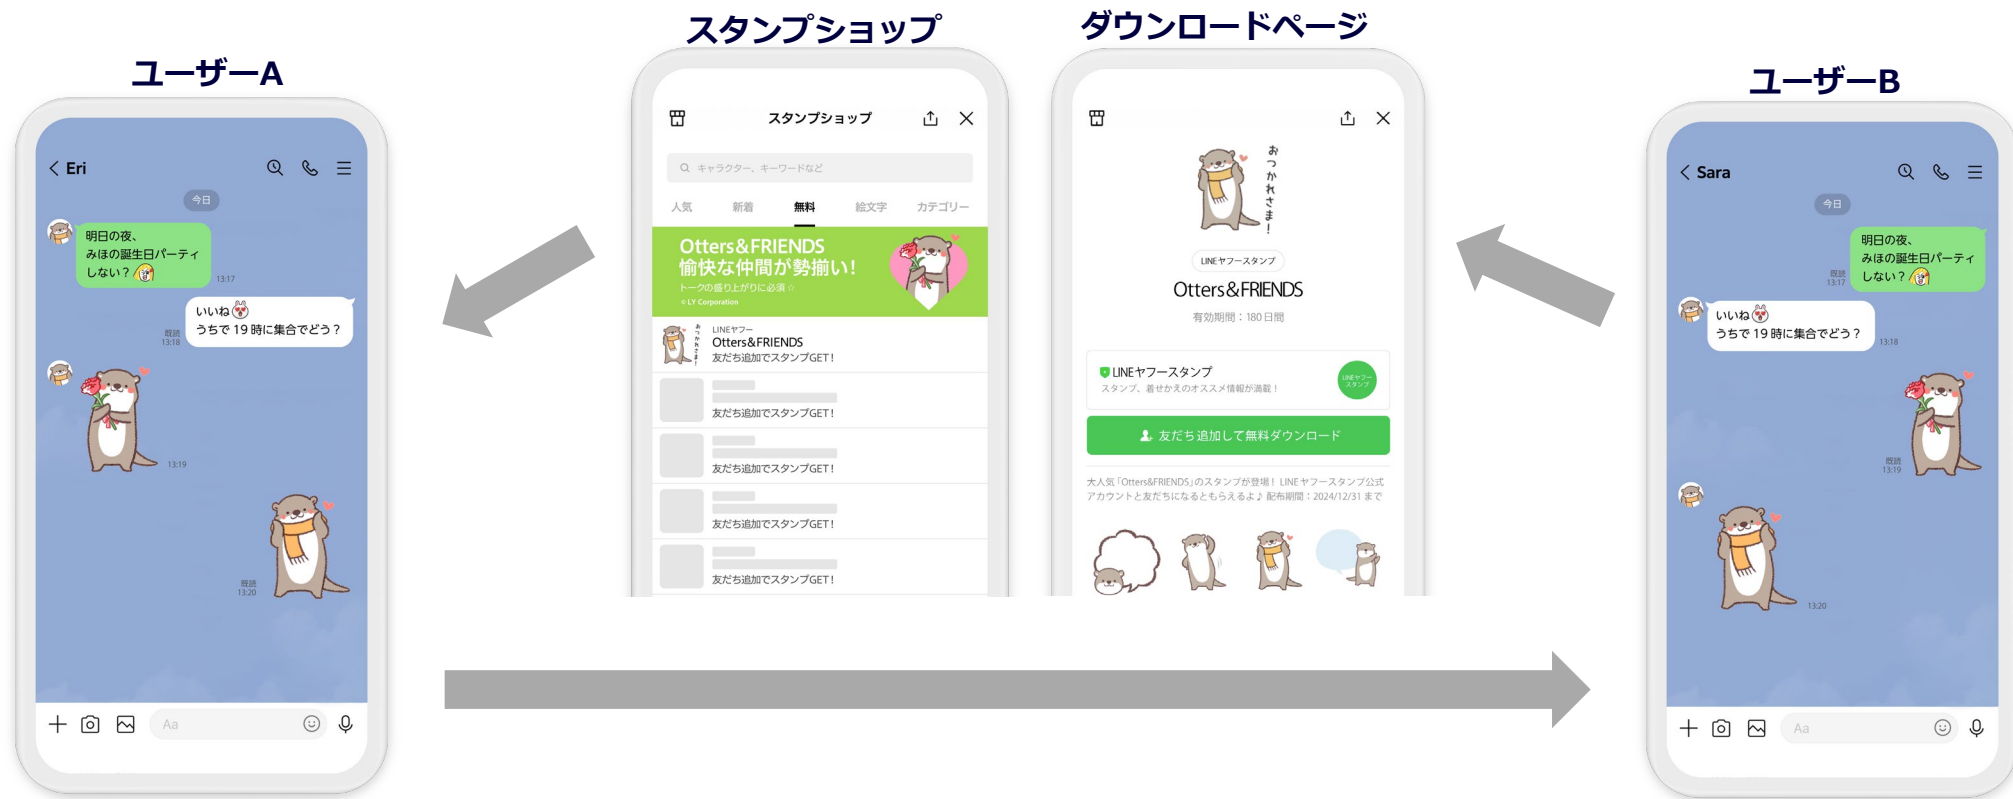 スタンプショップ
ダウンロードページ
ユーザーA
ユーザーB
Eri
今日
明日の夜、
みほの誕生日パーティ
しない？
13:17
いいね
うちで 19 時に集合でどう？
既読
13:18
13:19
既読
13:20
Aa
スタンプショップ
キャラクター、キーワードなど
人気
新着
無料
絵文字
カテゴリー
Otters&FRIENDS
愉快な仲間が勢揃い！
トークの盛り上がりに必須☆
© LY Corporation
おつかれさま！
LINEヤフー
Otters&FRIENDS
友だち追加でスタンプGET！
友だち追加でスタンプGET！
友だち追加でスタンプGET！
友だち追加でスタンプGET！
友だち追加でスタンプGET！
おつかれさま！
LINEヤフースタンプ
Otters&FRIENDS
有効期間：180日間
LINEヤフースタンプ
スタンプ、着せかえのオススメ情報が満載！
LINEヤフー
スタンプ
友だち追加して無料ダウンロード
大人気「Otters&FRIENDS」のスタンプが登場！ LINEヤフースタンプ公式
アカウントと友だちになるともらえるよ♪ 配布期間：2024/12/31 まで
Sara
今日
明日の夜、
みほの誕生日パーティ
しない？
既読
13:17
いいね
うちで 19 時に集合でどう？
13:18
既読
13:19
13:20
Aa